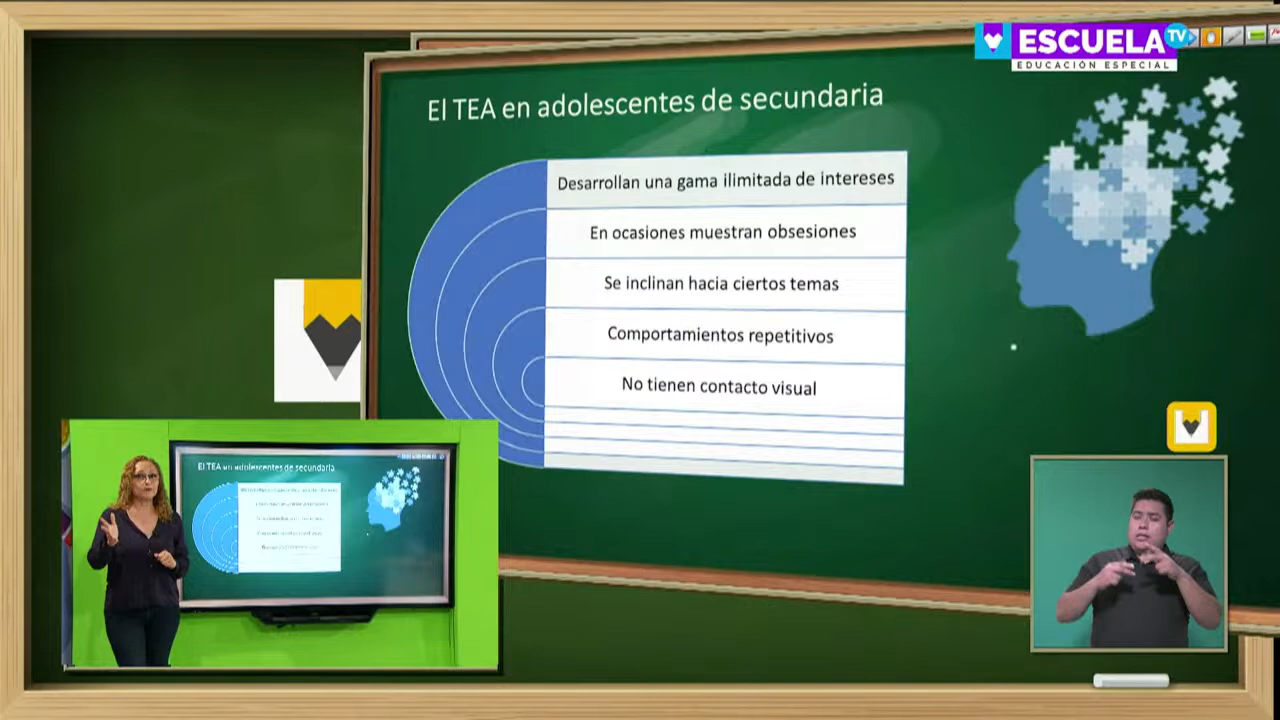 ESCUELA TV
EDUCACIÓN ESPECIAL
El TEA en adolescentes de secundaria
Desarrollan una gama ilimitada de intereses
En ocasiones muestran obsesiones
Se inclinan hacia ciertos temas
Comportamientos repetitivos
No tienen contacto visual
El TEA en adolescentes de secundaria